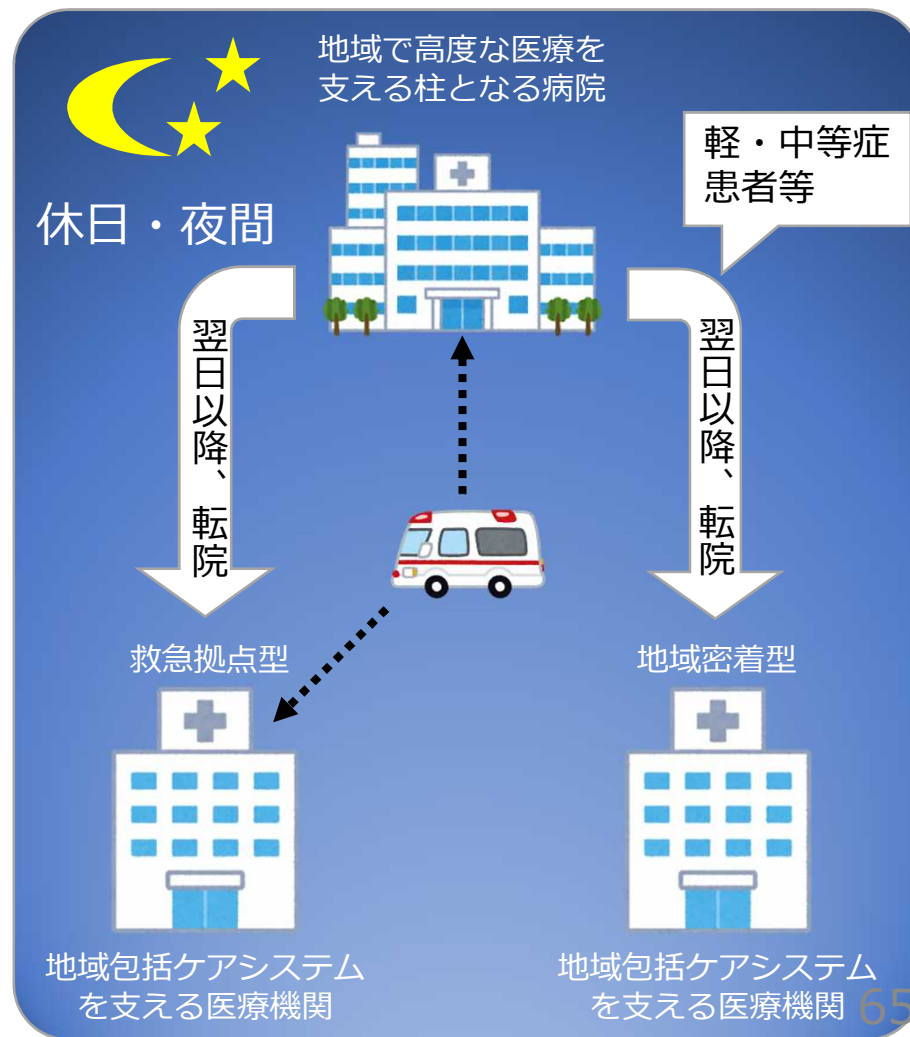 地域で高度な医療を
支える柱となる病院
軽・中等症
患者等
休日・夜間
翌日以降、転院
翌日以降、転院
救急拠点型
地域密着型
地域包括ケアシステム
を支える医療機関
地域包括ケアシステム
を支える医療機関
65